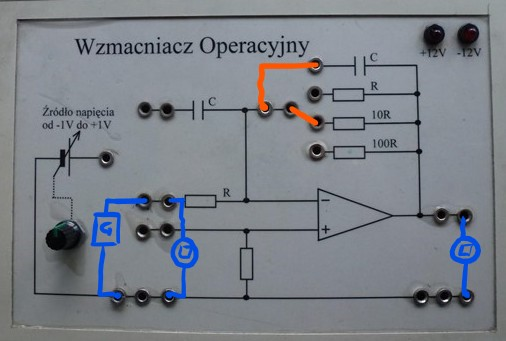 Wzmacniacz Operacyjny
+12V -12V
C
C
R
Źródło napięcia
od -1V do +1V
10R
100R
R
G